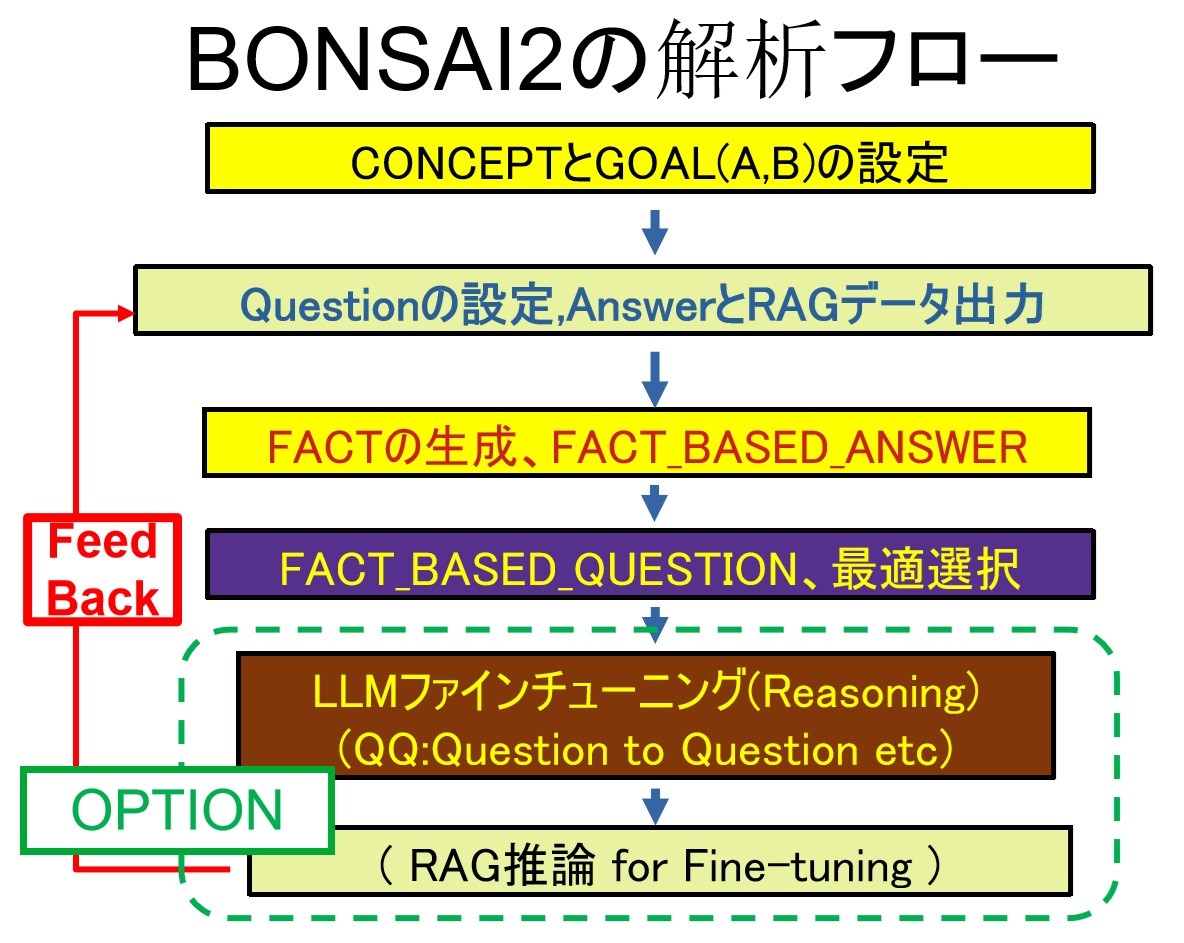 BONSAI2の解析フロー
CONCEPTとGOAL(A,B)の設定
Questionの設定,AnswerとRAGデータ出力
FACTの生成、FACT_BASED_ANSWER
Feed
Back
FACT_BASED_QUESTION、最適選択
LLMファインチューニング(Reasoning)
(QQ:Question to Question etc)
OPTION
( RAG推論 for Fine-tuning )